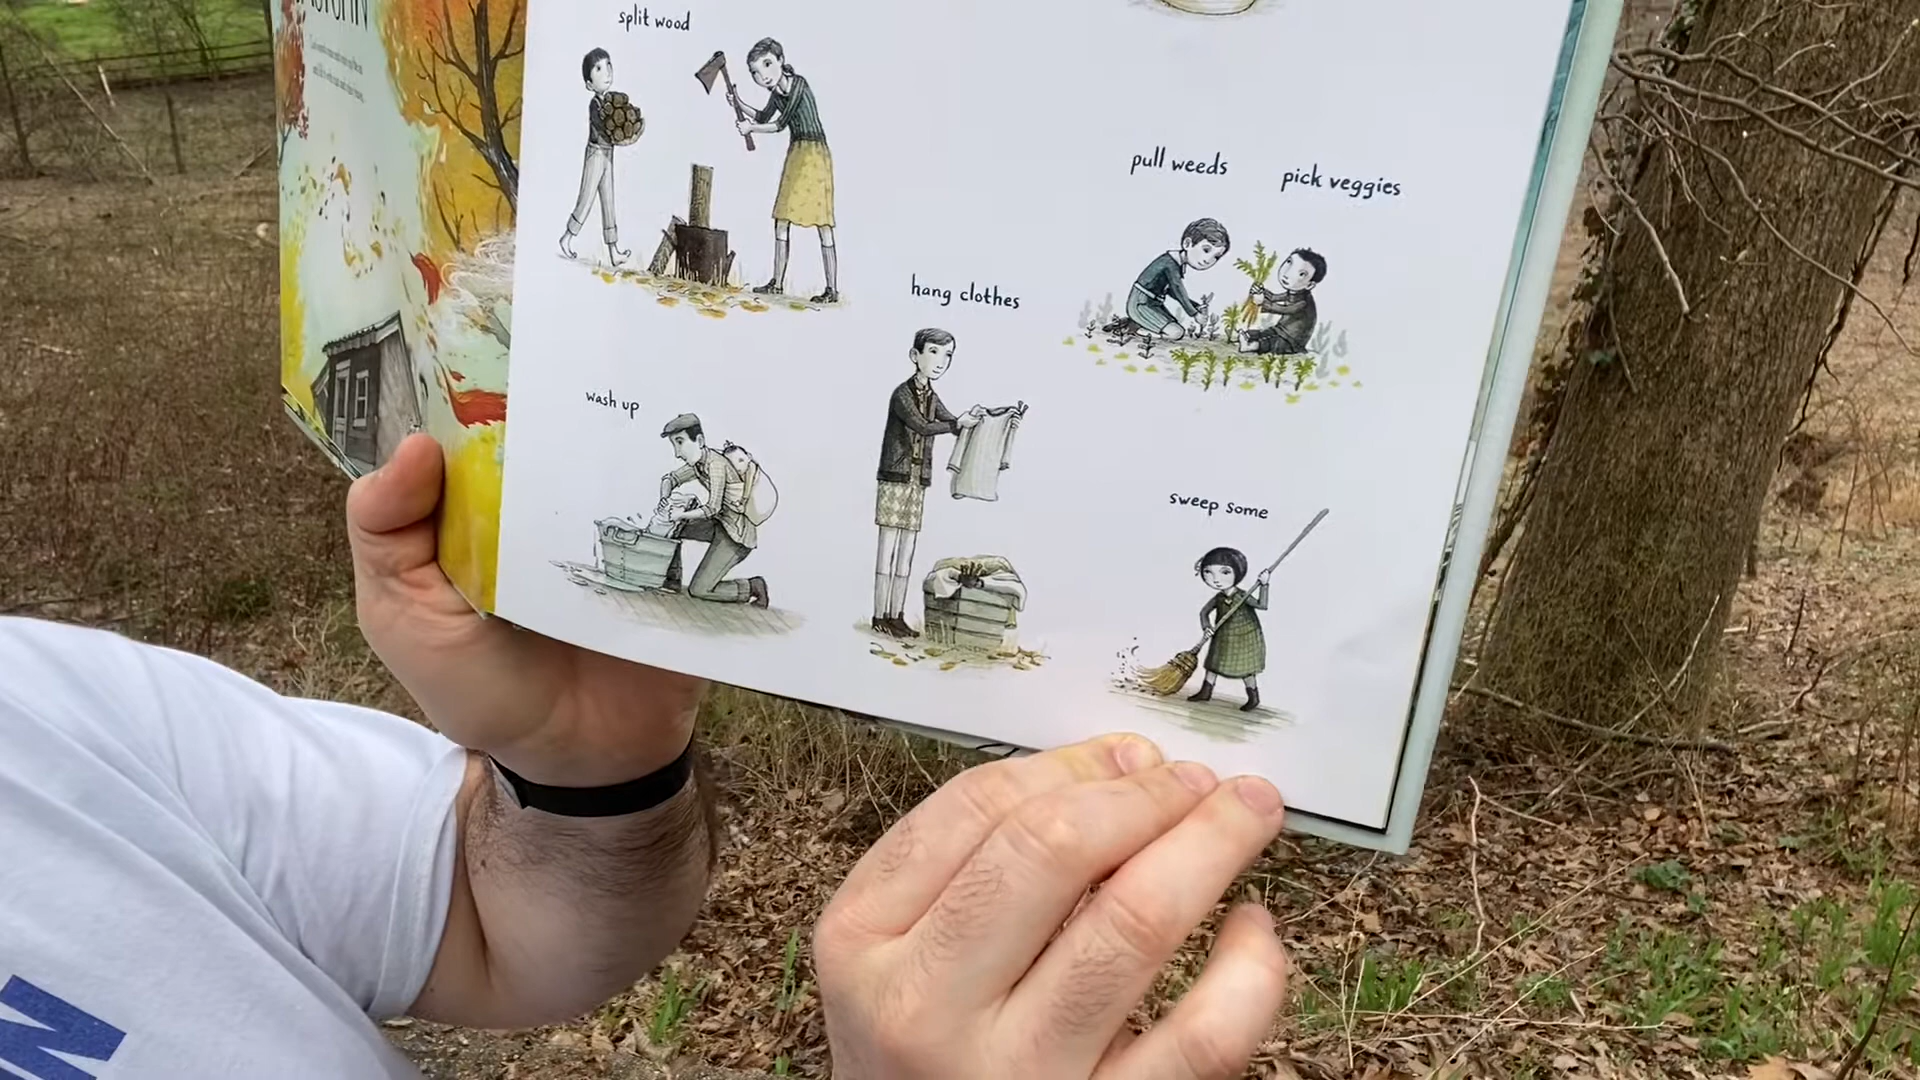 split wood
pull weeds
pick veggies
hang clothes
wash up
sweep some